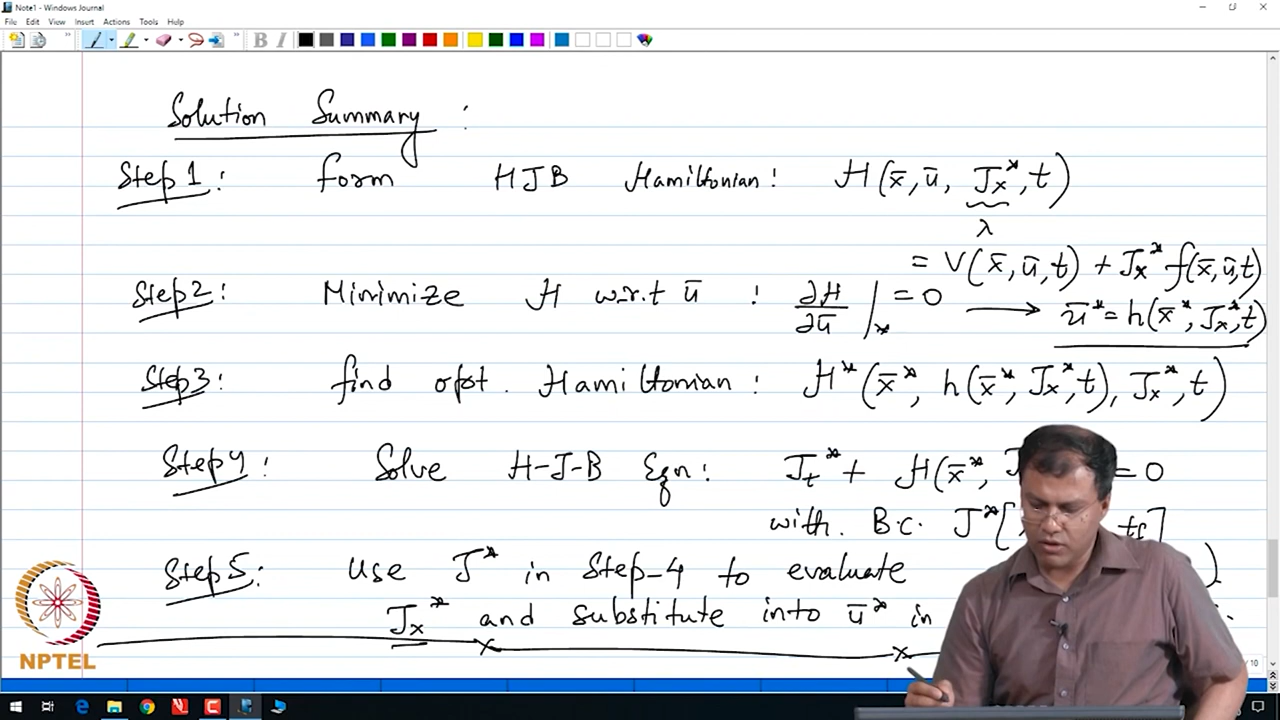 Note1 - Windows Journal
File Edit View Insert Actions Tools Help
B I
Solution Summary :
Step 1 : Form HJB Hamiltonian : H(x̄, ū, Jx*, t)
λ
= V(x̄, ū, t) + Jx* f(x̄, ū, t)
Step 2 : Minimize H w.r.t ū : ∂H/∂ū |* = 0 → ū* = h(x̄*, Jx*, t)
Step 3 : find opt. Hamiltonian : H*(x̄*, h(x̄*, Jx*, t), Jx*, t)
Step 4 : Solve H-J-B Eqn : Jt* + H(x̄*, = 0
with. B.C. J*[ tf]
Step 5 : Use J* in Step-4 to evaluate
Jx* and substitute into ū* in
NPTEL
/ 10